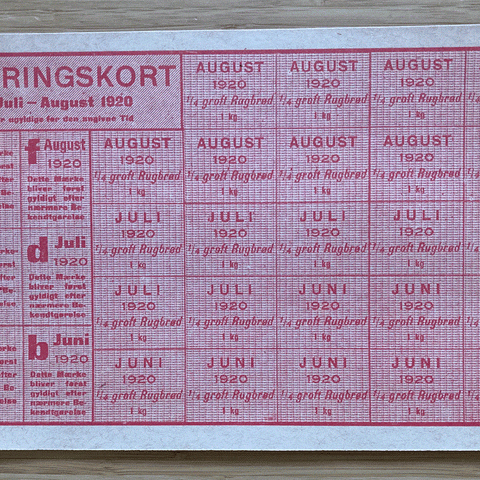 RINGSKORT
Juli – August 1920
r ugyldige før den angivne Tid
AUGUST
1920
1/4 groft Rugbrød
1 kg
AUGUST
1920
1/4 groft Rugbrød
1 kg
AUGUST
1920
1/4 groft Rugbrød
1 kg
f August
1920
Dette Mærke
bliver først
gyldigt efter
nærmere Be-
kendtgørelse
AUGUST
1920
1/4 groft Rugbrød
1 kg
AUGUST
1920
1/4 groft Rugbrød
1 kg
AUGUST
1920
1/4 groft Rugbrød
1 kg
AUGUST
1920
1/4 groft Rugbrød
1 kg
JULI
1920
1/4 groft Rugbrød
1 kg
JULI
1920
1/4 groft Rugbrød
1 kg
JULI
1920
1/4 groft Rugbrød
1 kg
JULI
1920
1/4 groft Rugbrød
1 kg
d Juli
1920
Dette Mærke
bliver først
gyldigt efter
nærmere Be-
kendtgørelse
JULI
1920
1/4 groft Rugbrød
1 kg
JULI
1920
1/4 groft Rugbrød
1 kg
JULI
1920
1/4 groft Rugbrød
1 kg
JULI
1920
1/4 groft Rugbrød
1 kg
b Juni
1920
Dette Mærke
bliver først
gyldigt efter
nærmere Be-
kendtgørelse
JUNI
1920
1/4 groft Rugbrød
1 kg
JUNI
1920
1/4 groft Rugbrød
1 kg
JUNI
1920
1/4 groft Rugbrød
1 kg
JUNI
1920
1/4 groft Rugbrød
1 kg